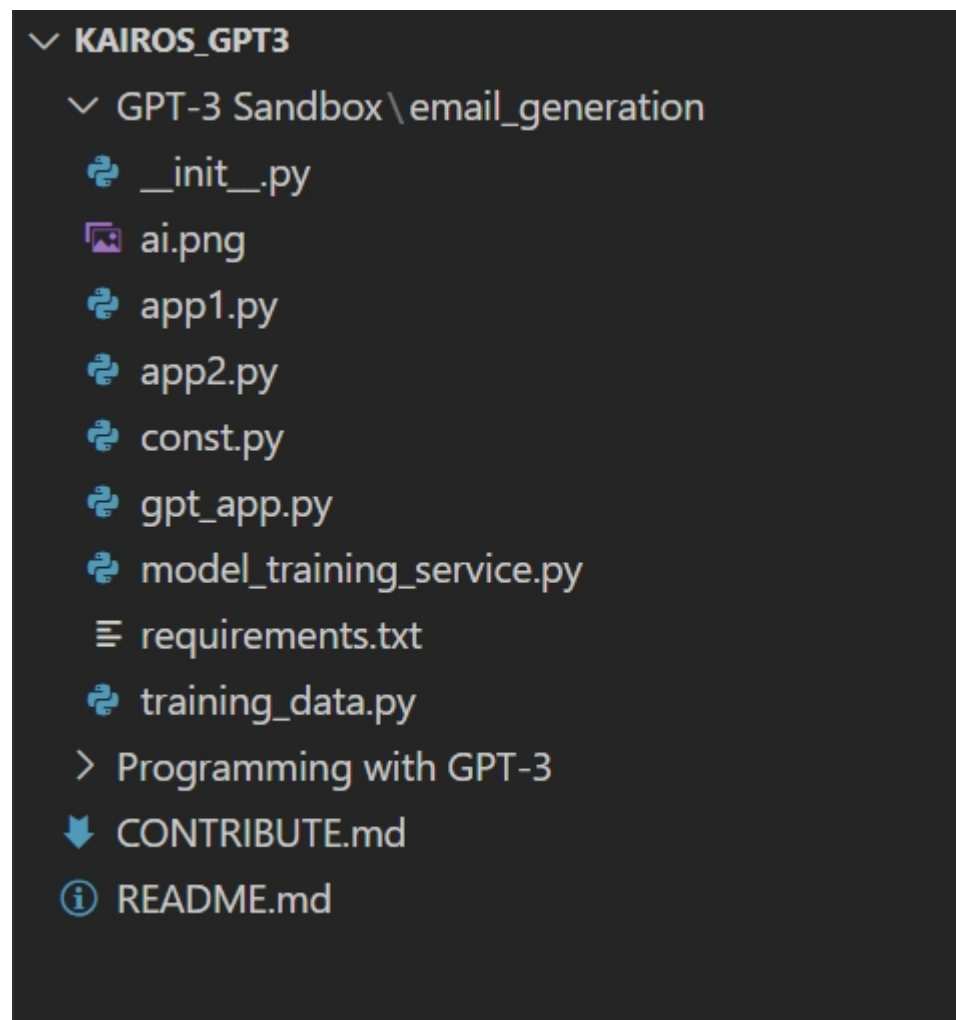 KAIROS_GPT3
GPT-3 Sandbox\email_generation
__init__.py
ai.png
app1.py
app2.py
const.py
gpt_app.py
model_training_service.py
requirements.txt
training_data.py
Programming with GPT-3
CONTRIBUTE.md
README.md